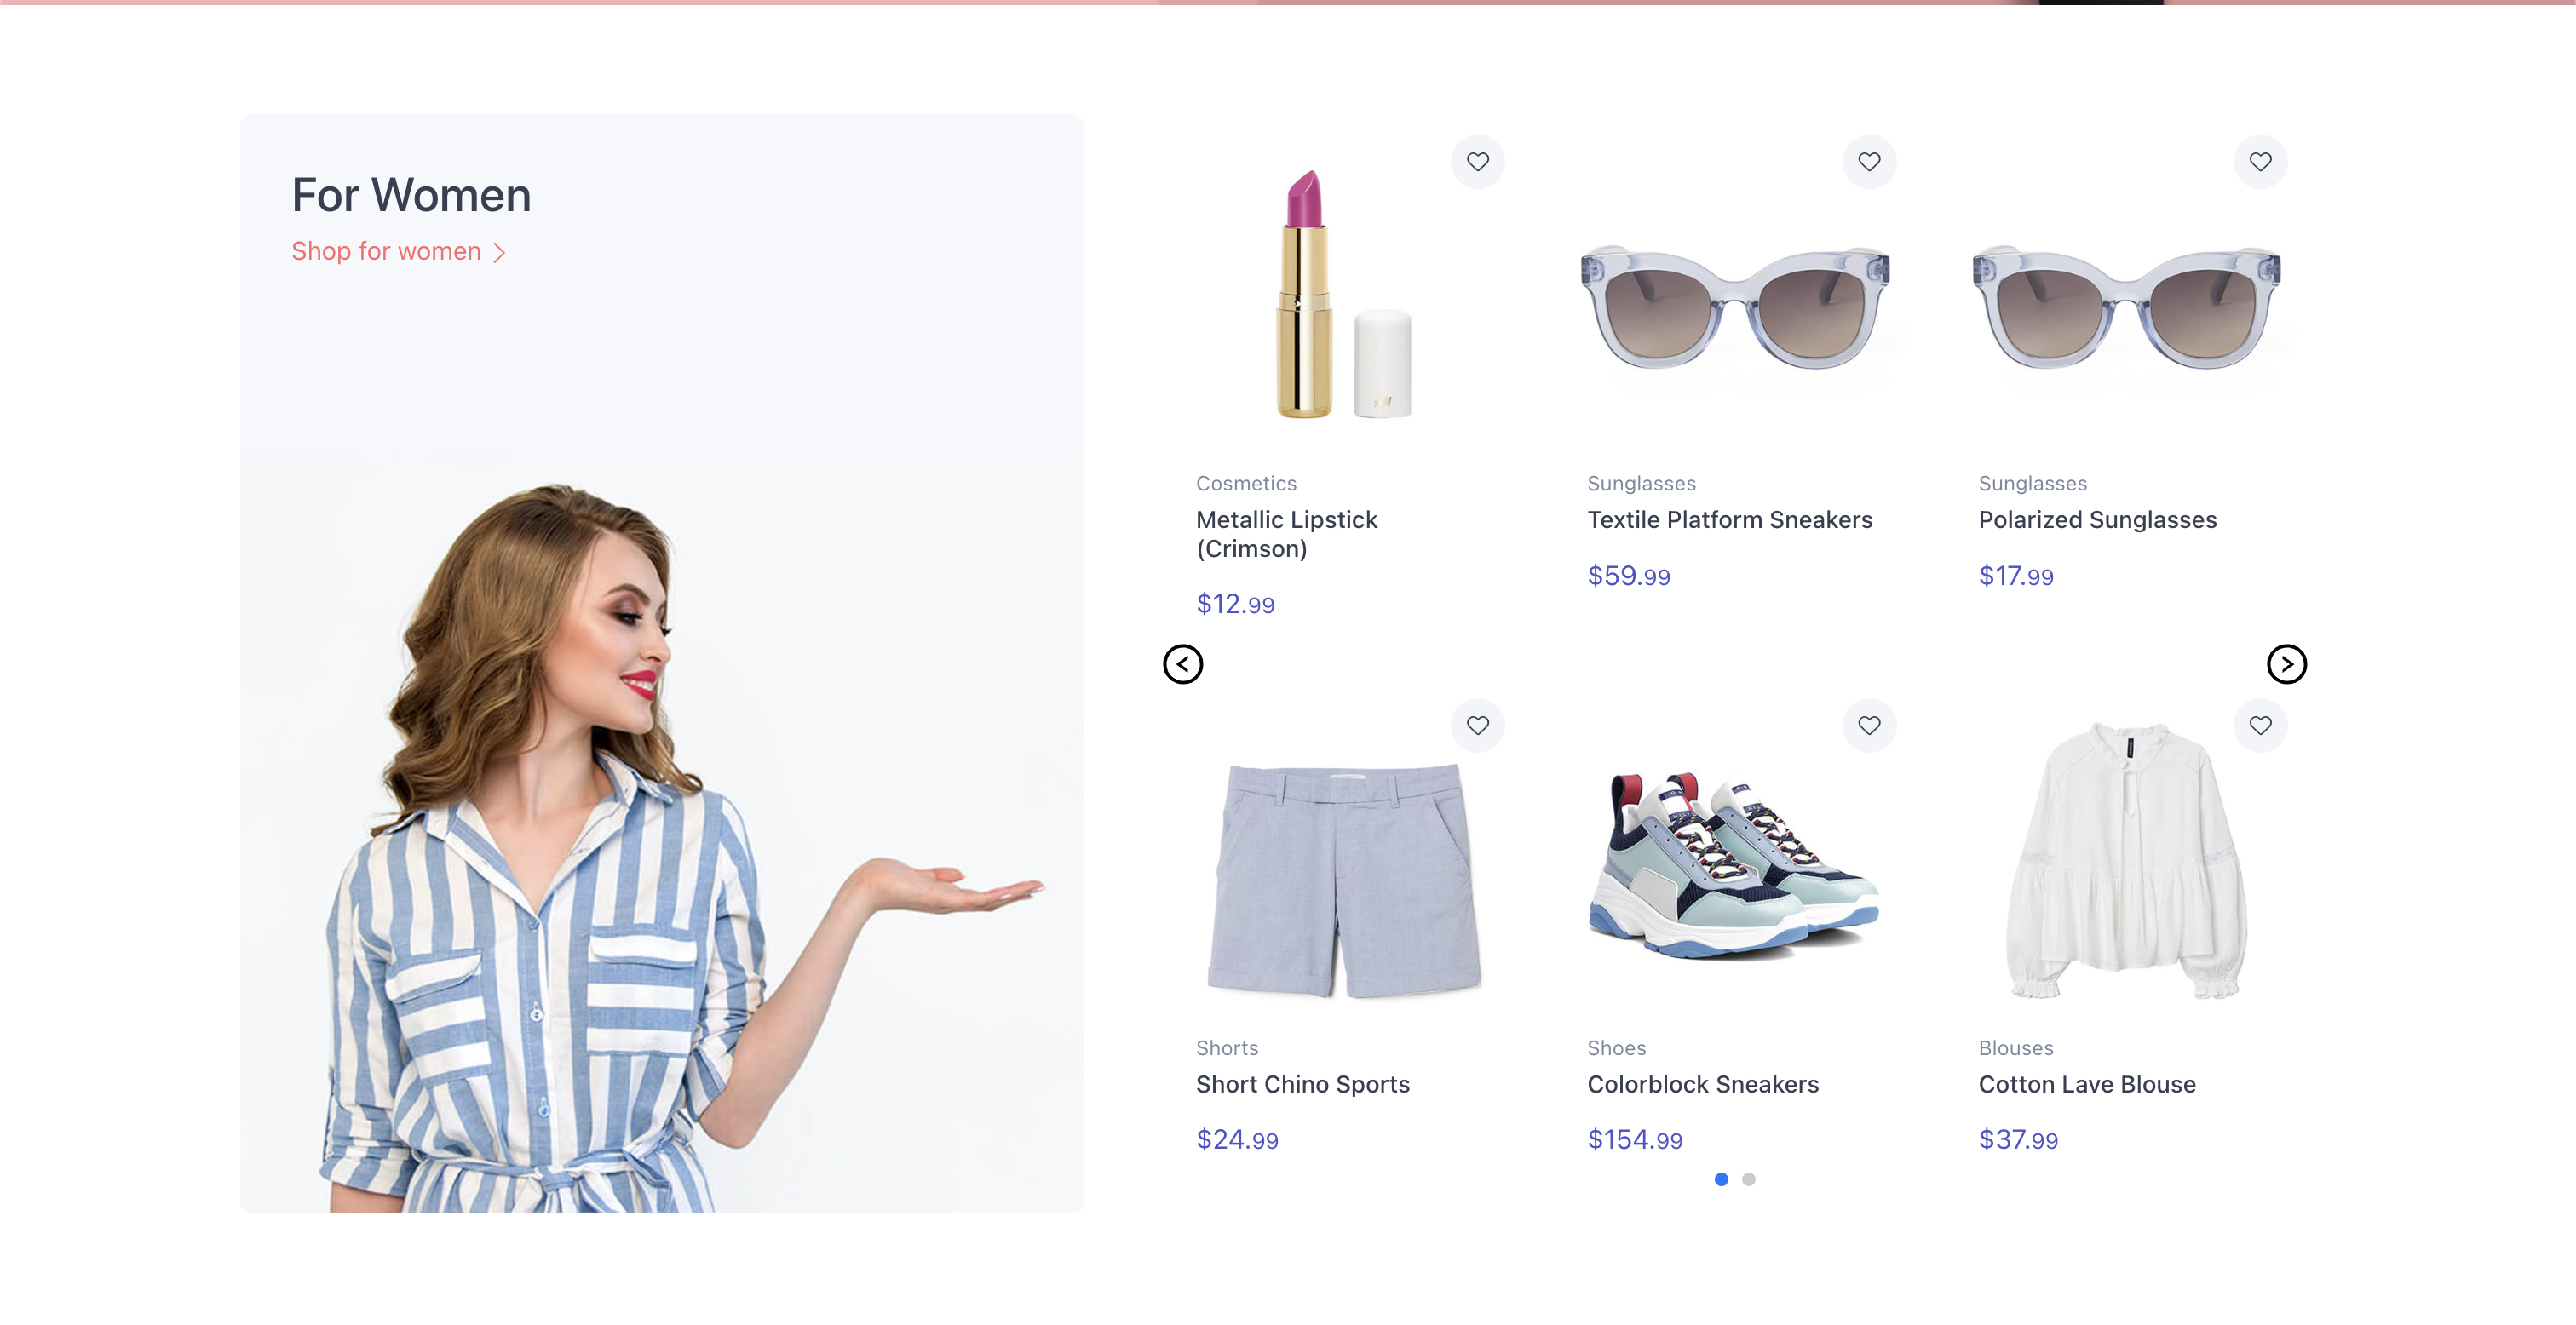 For Women
Shop for women
Cosmetics
Metallic Lipstick
(Crimson)
$12.99
Sunglasses
Textile Platform Sneakers
$59.99
Sunglasses
Polarized Sunglasses
$17.99
Shorts
Short Chino Sports
$24.99
Shoes
Colorblock Sneakers
$154.99
Blouses
Cotton Lave Blouse
$37.99